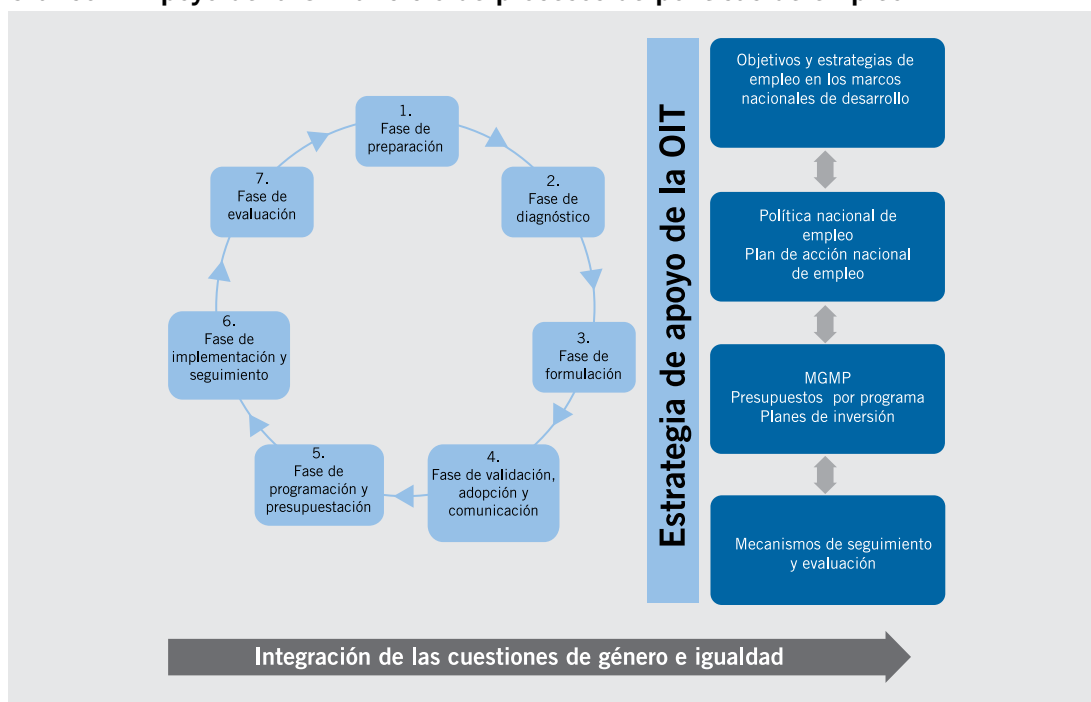 1.
Fase de
preparación
2.
Fase de
diagnóstico
3.
Fase de
formulación
4.
Fase de validación,
adopción y
comunicación
5.
Fase de
programación y
presupuestación
6.
Fase de
implementación y
seguimiento
7.
Fase de
evaluación
Estrategia de apoyo de la OIT
Objetivos y estrategias de
empleo en los marcos
nacionales de desarrollo
Política nacional de
empleo
Plan de acción nacional
de empleo
MGMP
Presupuestos por programa
Planes de inversión
Mecanismos de seguimiento
y evaluación
Integración de las cuestiones de género e igualdad